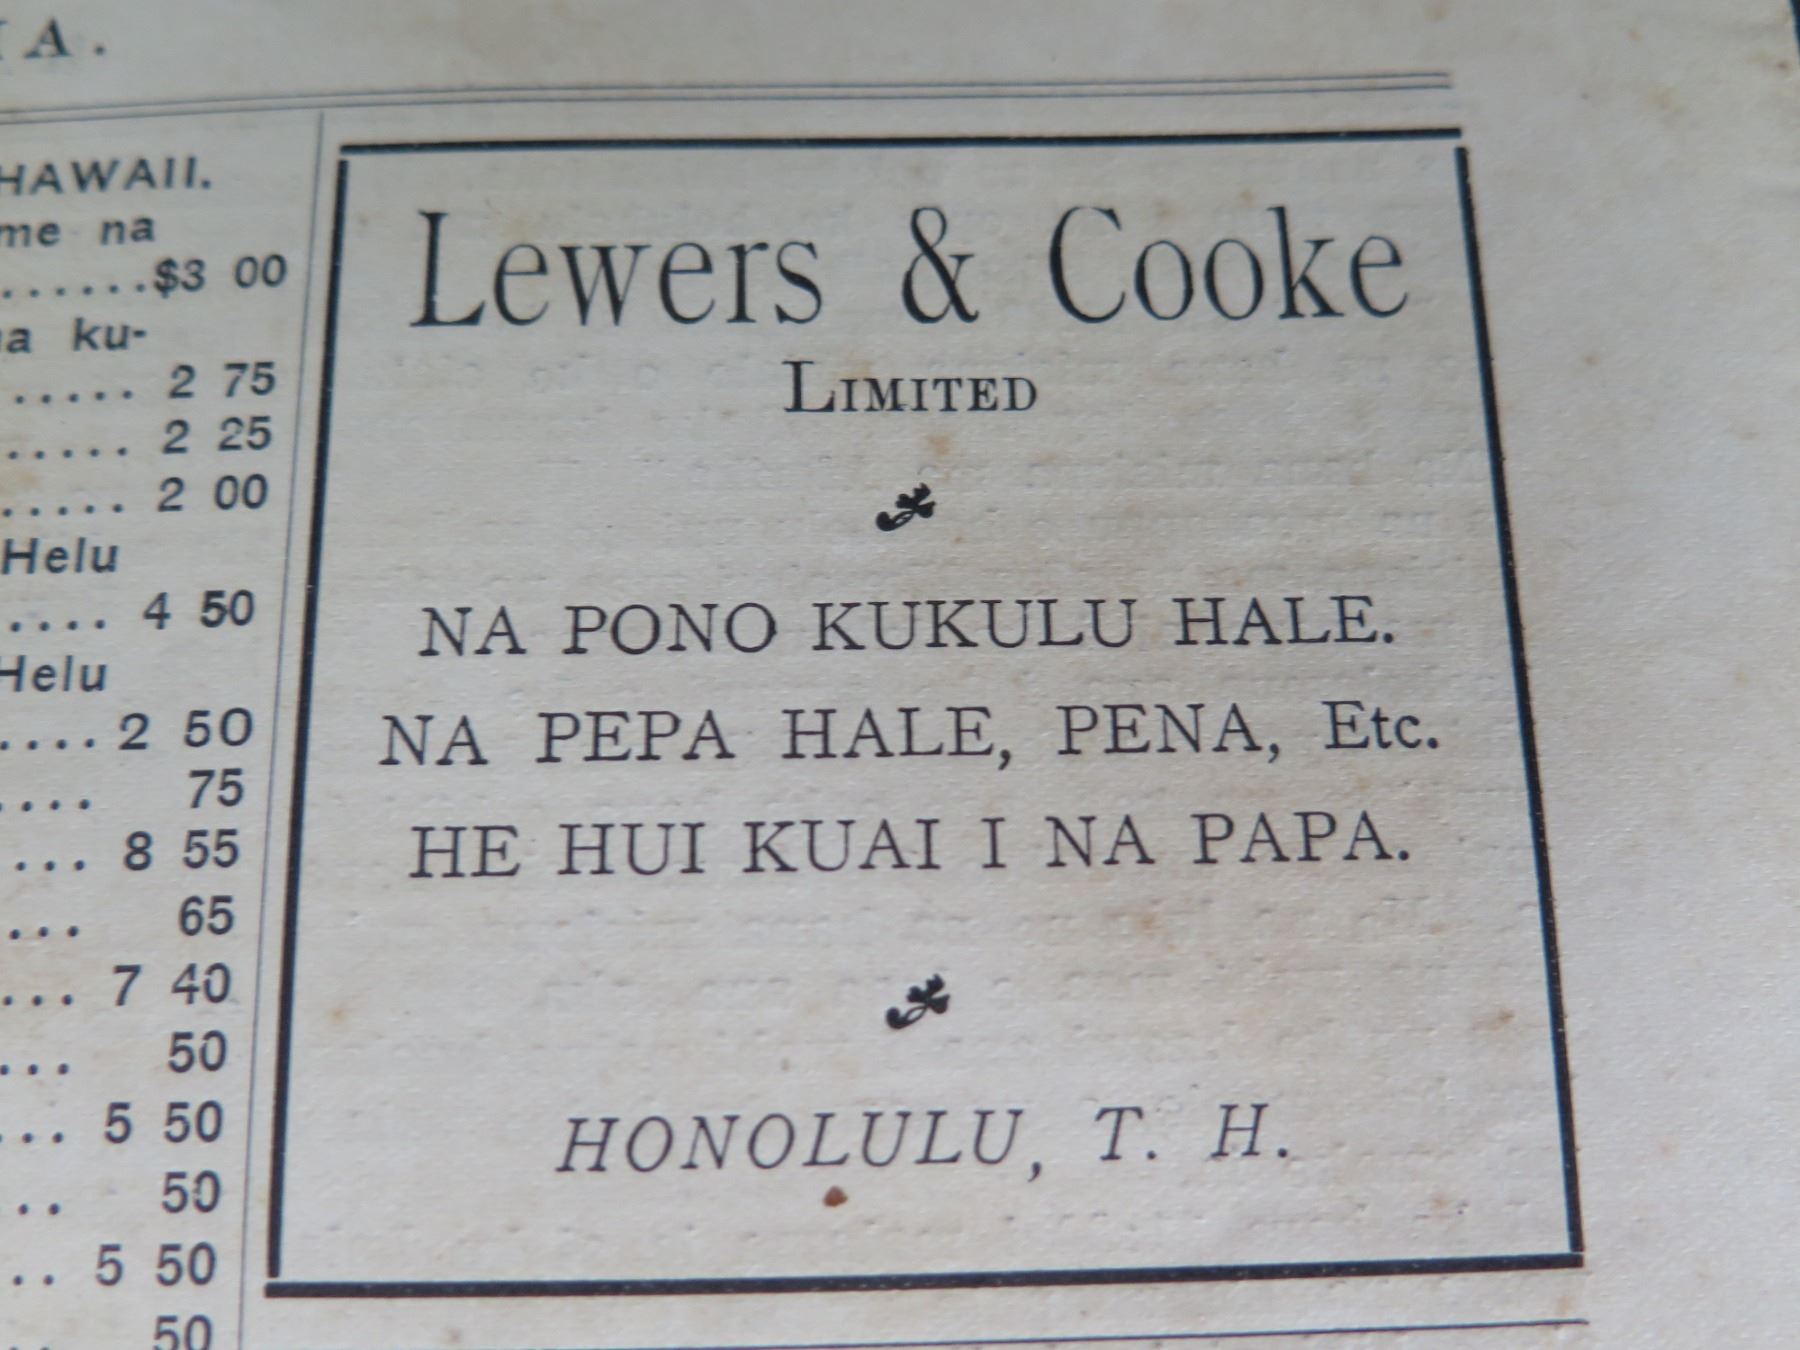 HAWAII.
na
$3 00
ku-
2 75
2 25
2 00
Helu
4 50
Helu
2 50
75
8 55
65
7 40
50
5 50
50
5 50
50
Lewers & Cooke
LIMITED
NA PONO KUKULU HALE.
NA PEPA HALE, PENA, Etc.
HE HUI KUAI I NA PAPA.
HONOLULU, T. H.